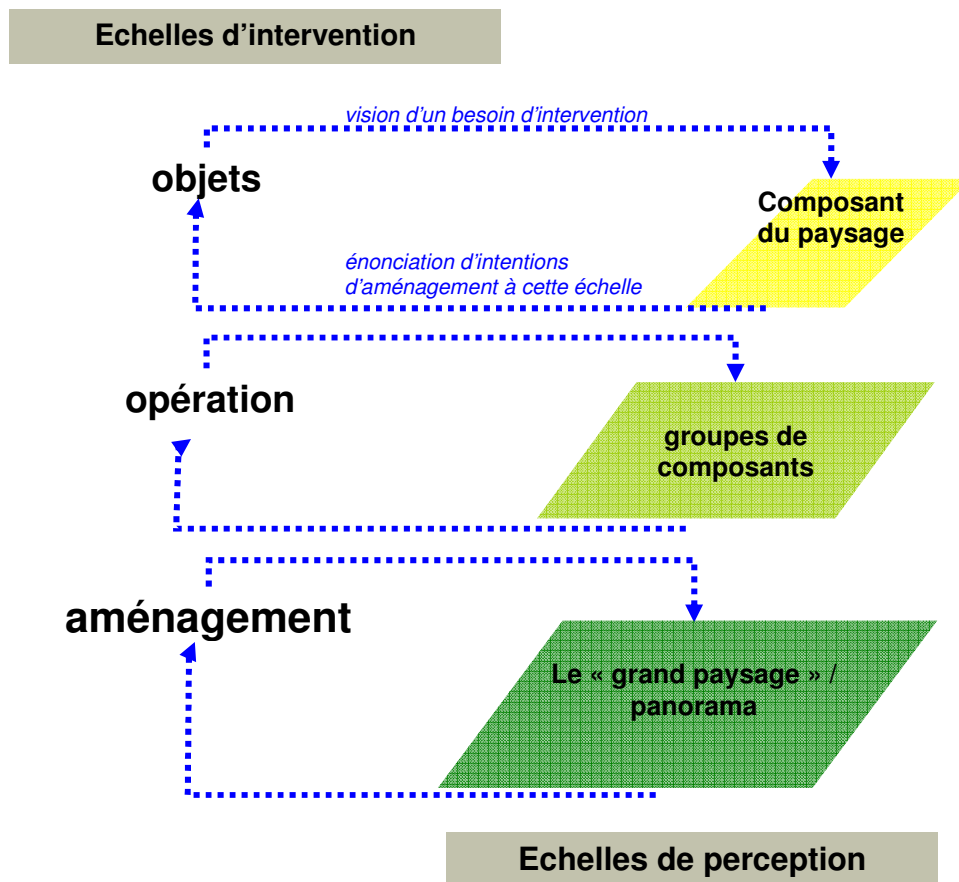 Echelles d'intervention
vision d'un besoin d'intervention
objets
Composant
du paysage
énonciation d'intentions
d'aménagement à cette échelle
opération
groupes de
composants
aménagement
Le « grand paysage » /
panorama
Echelles de perception